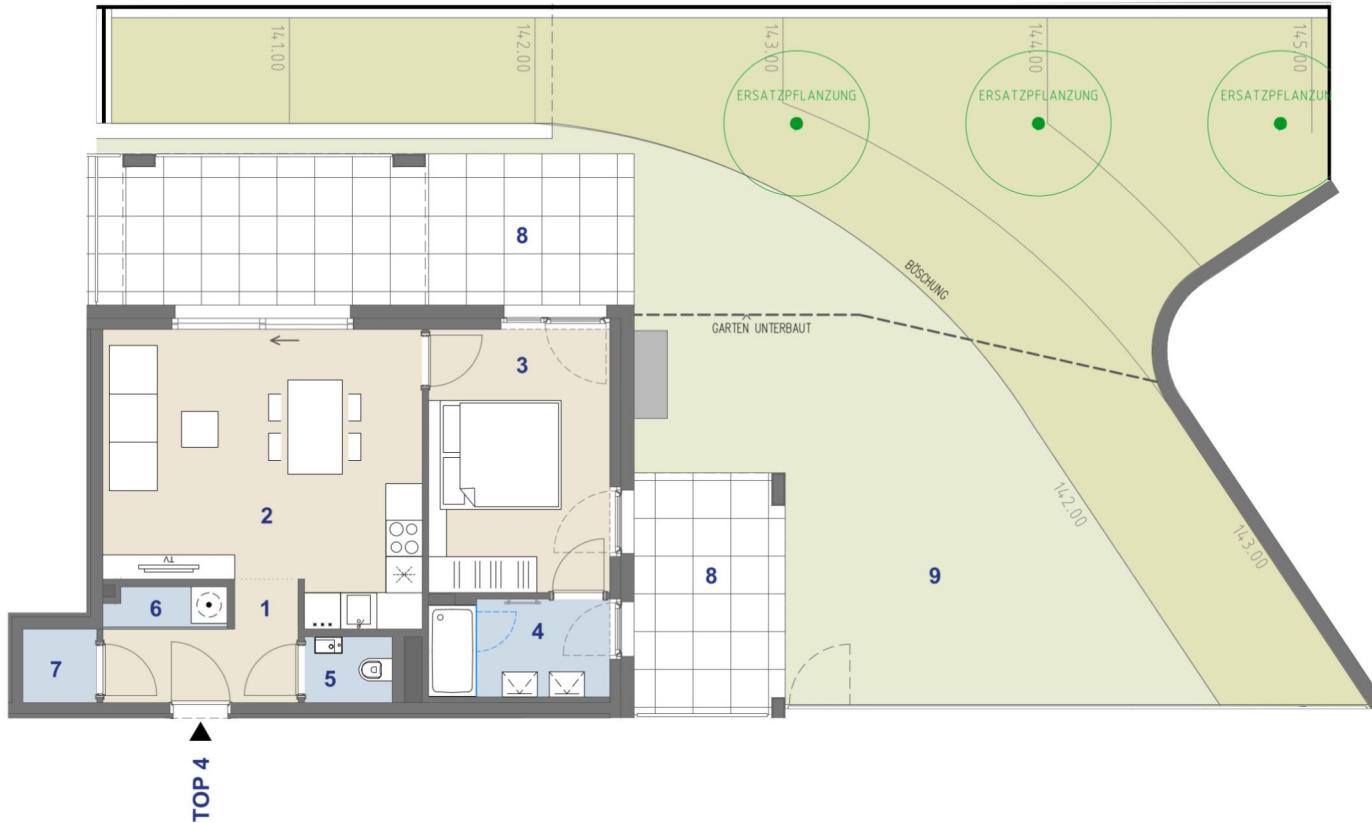 141.00
142.00
143.00
144.00
145.00
ERSATZPFLANZUNG
ERSATZPFLANZUNG
ERSATZPFLANZUN
8
BÖSCHUNG
GARTEN UNTERBAUT
3
2
142.00
143.00
TV
8
9
6
1
4
7
5
TOP 4